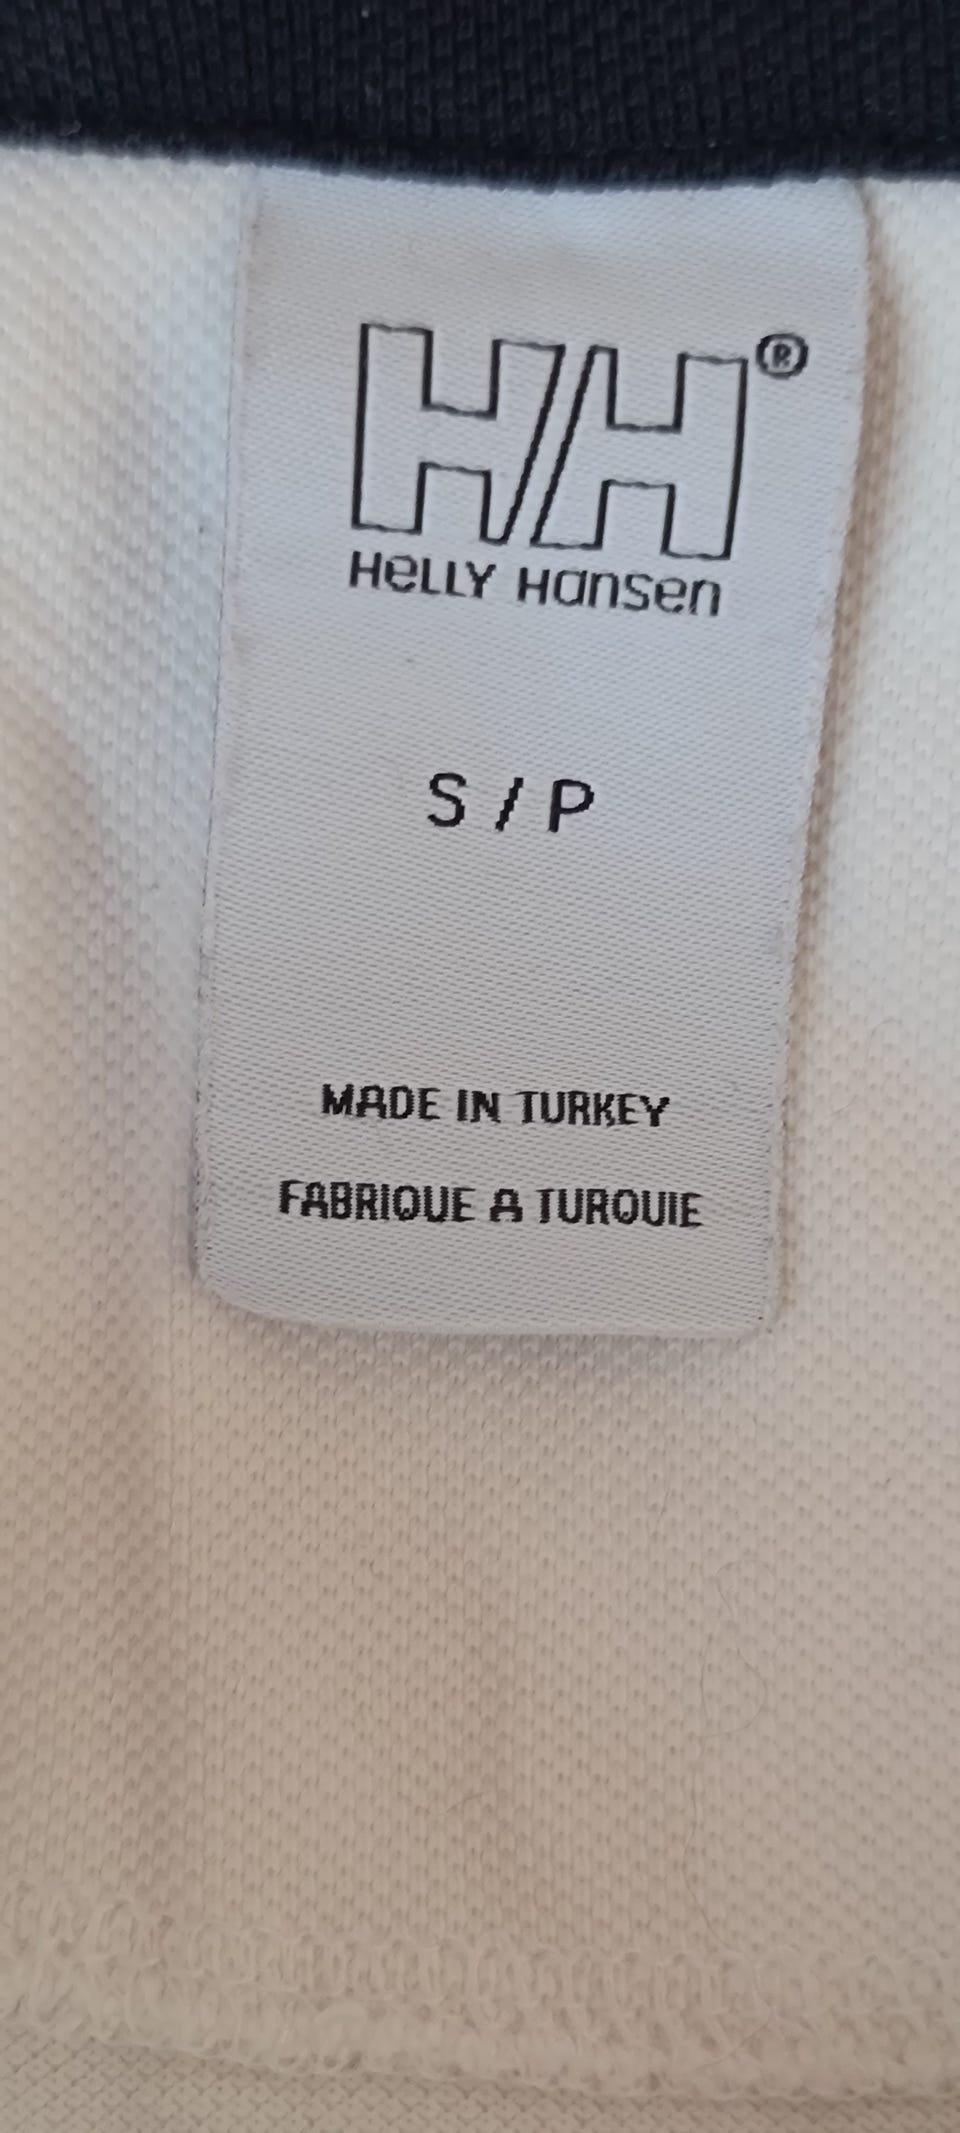 HH®
Helly Hansen
S / P
MADE IN TURKEY
FABRIQUE A TURQUIE